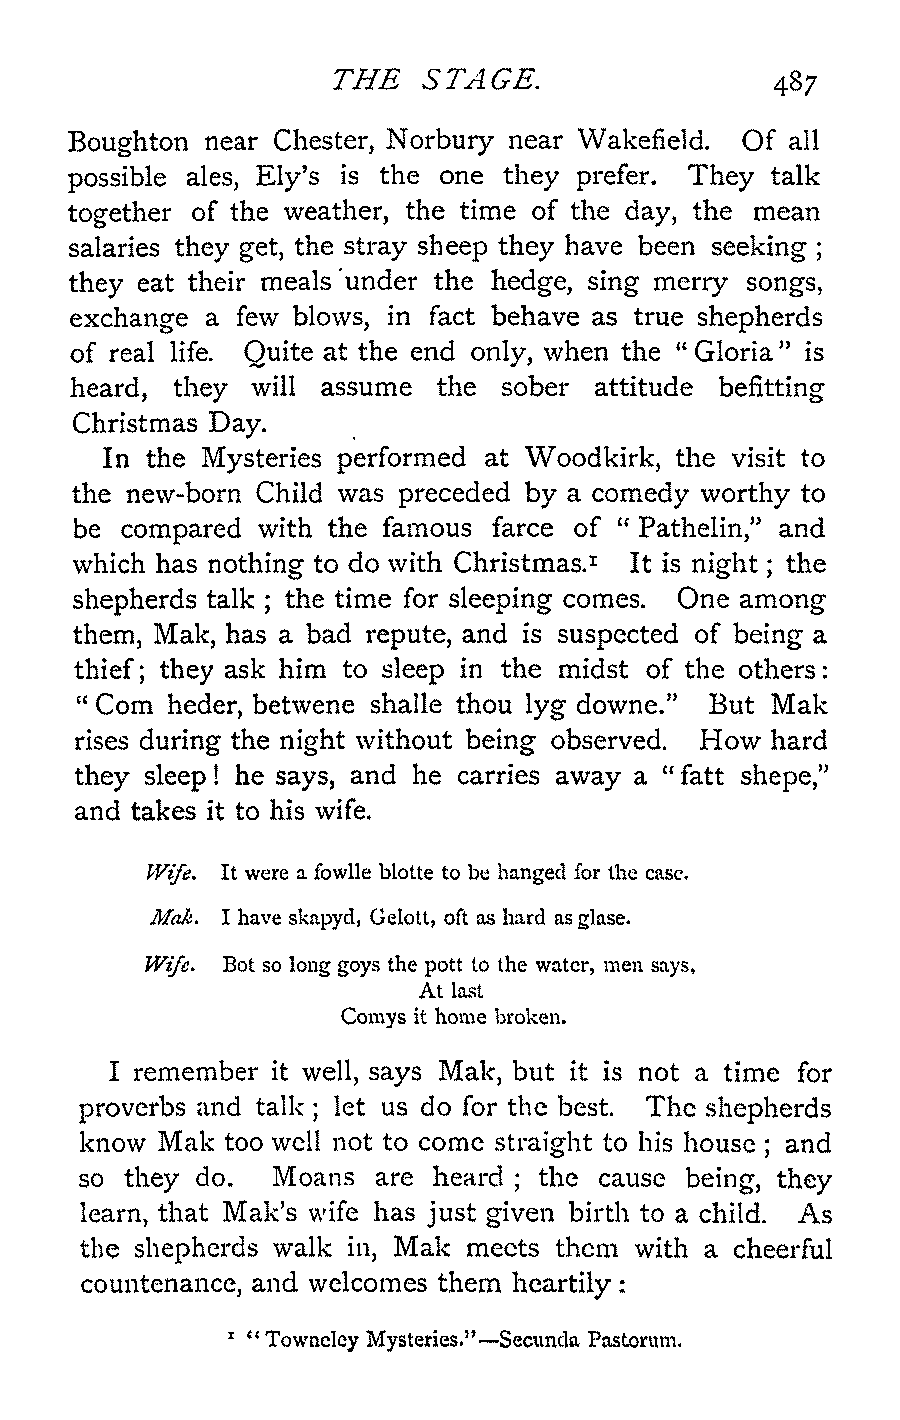 THE STAGE. 487
Boughton near Chester, Norbury near Wakefield. Of all
possible ales, Ely's is the one they prefer. They talk
together of the weather, the time of the day, the mean
salaries they get, the stray sheep they have been seeking ;
they eat their meals under the hedge, sing merry songs,
exchange a few blows, in fact behave as true shepherds
of real life. Quite at the end only, when the “ Gloria ” is
heard, they will assume the sober attitude befitting
Christmas Day.
In the Mysteries performed at Woodkirk, the visit to
the new-born Child was preceded by a comedy worthy to
be compared with the famous farce of “ Pathelin,” and
which has nothing to do with Christmas.¹ It is night ; the
shepherds talk ; the time for sleeping comes. One among
them, Mak, has a bad repute, and is suspected of being a
thief ; they ask him to sleep in the midst of the others :
“ Com heder, betwene shalle thou lyg downe.” But Mak
rises during the night without being observed. How hard
they sleep ! he says, and he carries away a “ fatt shepe,”
and takes it to his wife.
Wife. It were a fowlle blotte to be hanged for the case.
Mak. I have skapyd, Gelott, oft as hard as glase.
Wife. Bot so long goys the pott to the water, men says,
At last
Comys it home broken.
I remember it well, says Mak, but it is not a time for
proverbs and talk ; let us do for the best. The shepherds
know Mak too well not to come straight to his house ; and
so they do. Moans are heard ; the cause being, they
learn, that Mak's wife has just given birth to a child. As
the shepherds walk in, Mak meets them with a cheerful
countenance, and welcomes them heartily :
¹ “ Towneley Mysteries.”—Secunda Pastorum.